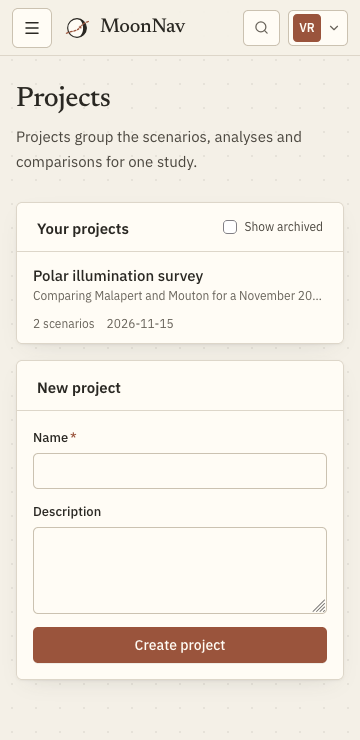 MoonNav
VR
Projects
Projects group the scenarios, analyses and
comparisons for one study.
Your projects
Show archived
Polar illumination survey
Comparing Malapert and Mouton for a November 20…
2 scenarios 2026-11-15
New project
Name*
Description
Create project